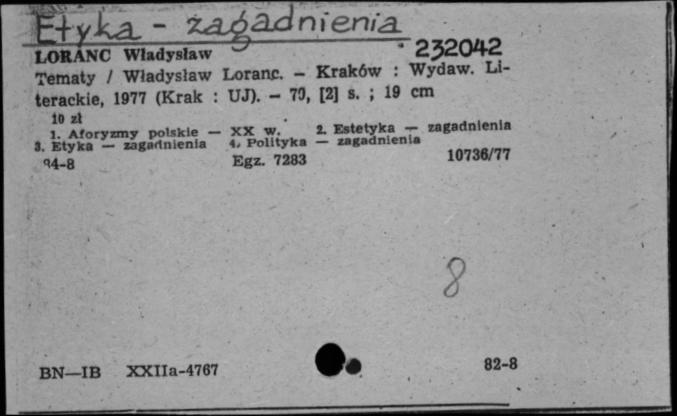 Etyka - zagadnienia
LORANC Władysław 232042
Tematy / Władysław Loranc. — Kraków : Wydaw. Li-
terackie, 1977 (Krak : UJ). — 70, [2] s. ; 19 cm
10 zł
1. Aforyzmy polskie — XX w. 2. Estetyka — zagadnienia
3. Etyka — zagadnienia 4. Polityka — zagadnienia
Egz. 7283 10736/77
8
BN—IB XXIIa-4767 82-8